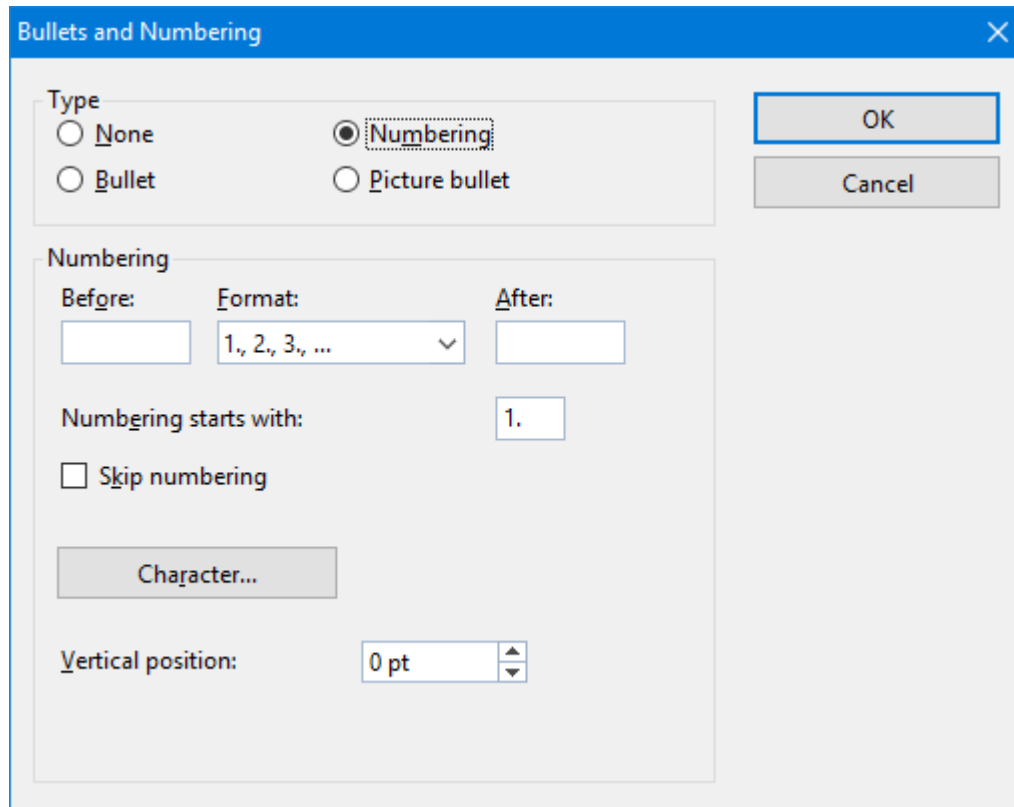 Bullets and Numbering
Type
None
Numbering
OK
Bullet
Picture bullet
Cancel
Numbering
Before:
Format:
After:
1., 2., 3., ...
Numbering starts with:
1.
Skip numbering
Character...
Vertical position:
0 pt